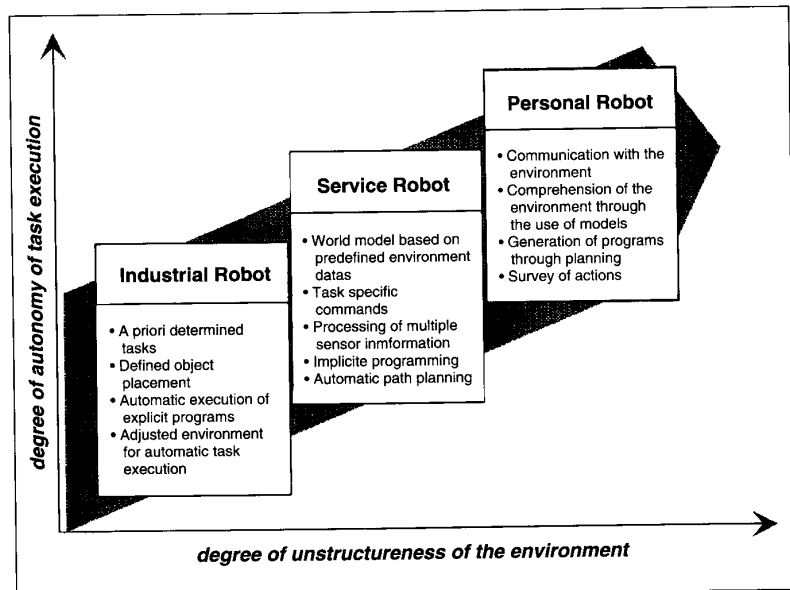 degree of autonomy of task execution
Personal Robot
• Communication with the
environment
• Comprehension of the
environment through
the use of models
• Generation of programs
through planning
• Survey of actions
Service Robot
• World model based on
predefined environment
datas
• Task specific
commands
• Processing of multiple
sensor inmformation
• Implicite programming
• Automatic path planning
Industrial Robot
• A priori determined
tasks
• Defined object
placement
• Automatic execution of
explicit programs
• Adjusted environment
for automatic task
execution
degree of unstructureness of the environment